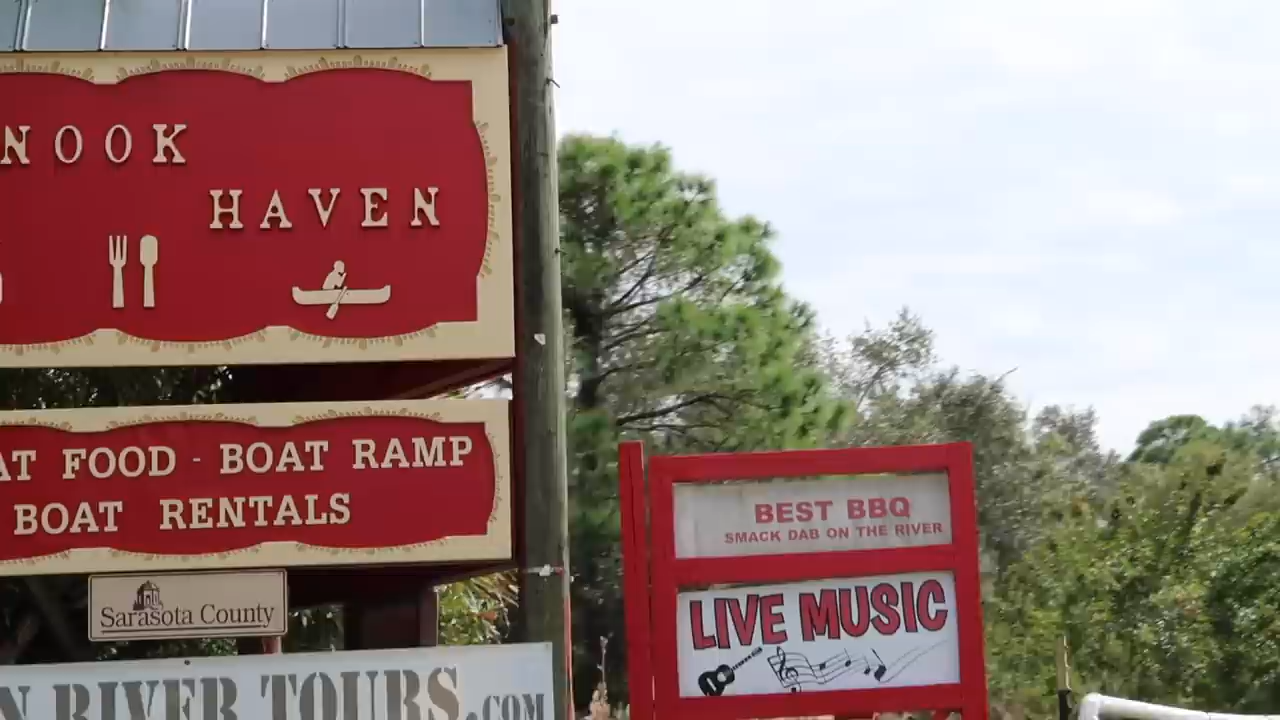 NOOK
HAVEN
AT FOOD - BOAT RAMP
BOAT RENTALS
Sarasota County
N RIVER TOURS.COM
BEST BBQ
SMACK DAB ON THE RIVER
LIVE MUSIC